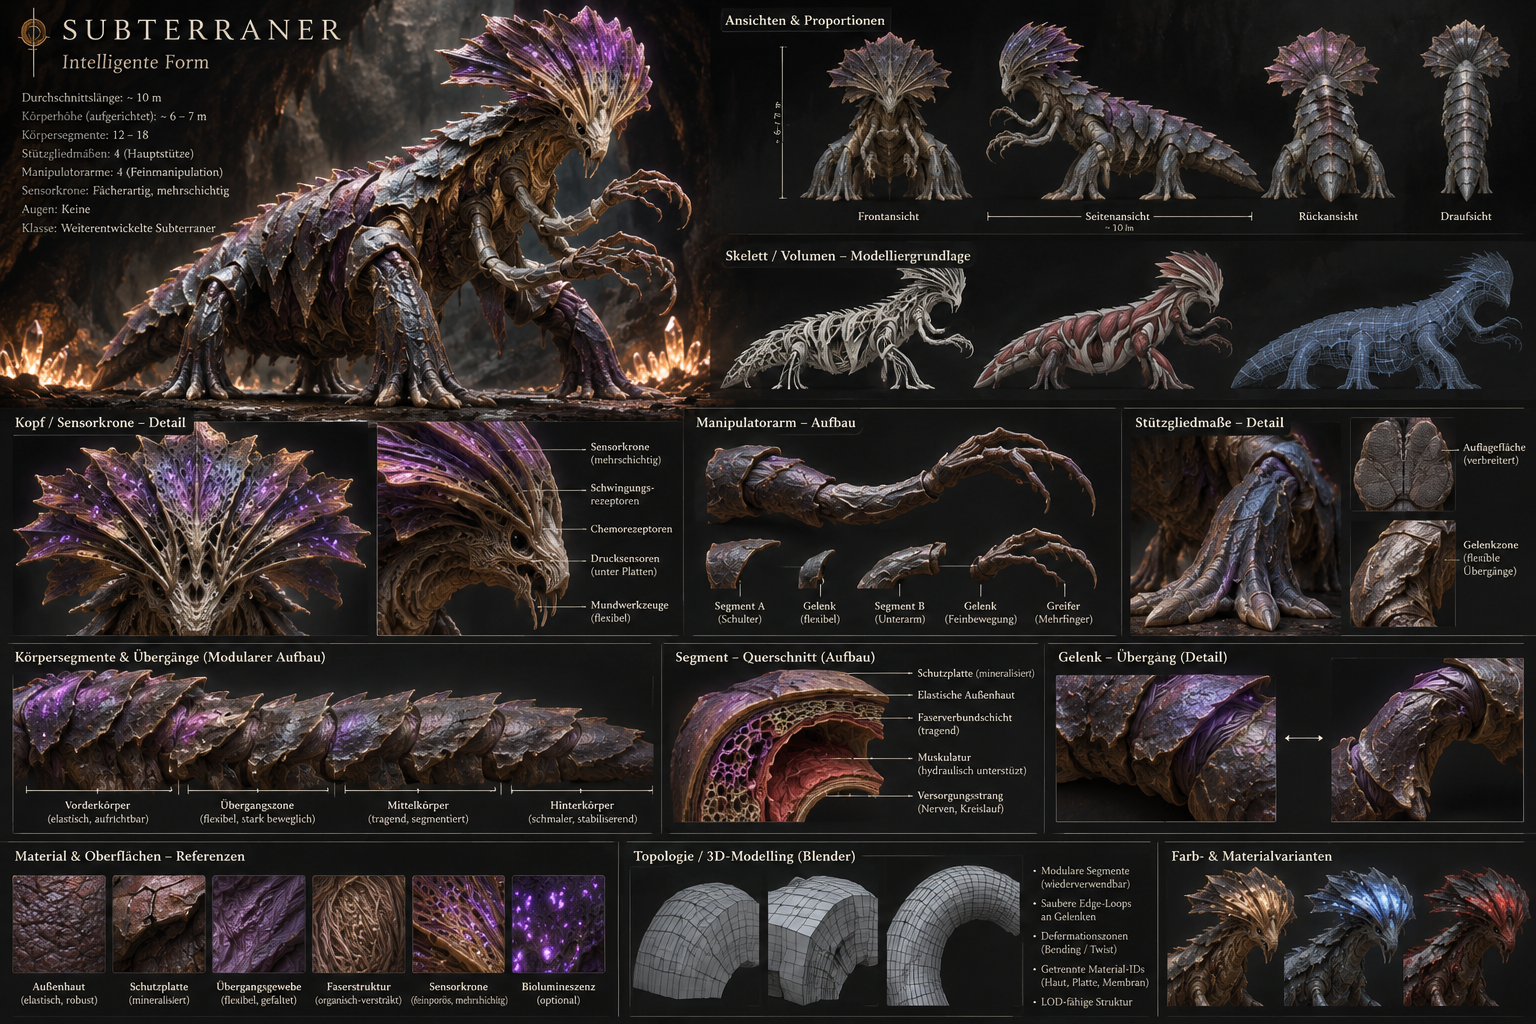 SUBTERRANER
Intelligente Form
Durchschnittslänge: ~ 10 m
Körperhöhe (aufgerichtet): ~ 6 – 7 m
Körpersegmente: 12 – 18
Stützgliedmäßen: 4 (Hauptstütze)
Manipulatorarme: 4 (Feinmanipulation)
Sensorkrone: Fächerartig, mehrschichtig
Augen: Keine
Klasse: Weiterentwickelte Subterraner
Ansichten & Proportionen
Frontansicht
Seitenansicht
~ 10 lm
Rückansisht
Draufsicht
Skelett / Volumen – Modelliergrundlage
Kopf / Sensorkrone – Detail
Sensorkrone
(mehrschichtig)
Schwingungs-
rezeptoren
Chemorezeptoren
Drucksensoren
(unter Platten)
Mundwerkzeuge
(flexibel)
Manipulatorarm – Aufbau
Segment A
(Schulter)
Gelenk
(flexibel)
Segment B
(Unterarm)
Gelenk
(Feinbewegung)
Greifer
(Mehrfinger)
Stützgliedmaße – Detail
Auflagefläche
(verbreitert)
Gelenkzone
(flexible
Übergänge)
Körpersegmente & Übergänge (Modularer Aufbau)
Vorderkörper
(elastisch, aufrichtbar)
Übergangszone
(flexibel, stark beweglich)
Mittelkörper
(tragend, segmentiert)
Hinterkörper
(schmaler, stabiliserend)
Segment – Querschnitt (Aufbau)
Schutzplatte (mineralisiert)
Elastische Außenhaut
Faserverbundschicht
(tragend)
Muskulatur
(hydraulisch unterstüzt)
Versorgungsstrang
(Nerven, Kreislauf)
Gelenk – Übergang (Detail)
Material & Oberflächen – Referenzen
Außenhaut
(elastisch, robust)
Schutzplatte
(mineralisiert)
Übergangsgewebe
(flexibel, gefaltet)
Faserstruktur
(organisch-versträkt)
Sensorkrone
Biolumineszenz
(optional)
Topologie / 3D-Modelling (Blender)
• Modulare Segmente
(wiederverwendbar)
• Saubere Edge-Loops
an Gelenken
• Deformationszonen
(Bending / Twist)
• Getrennte Material-IDs
(Haut, Platte, Membran)
• LOD-fähige Struktur
Farb- & Materialvarianten